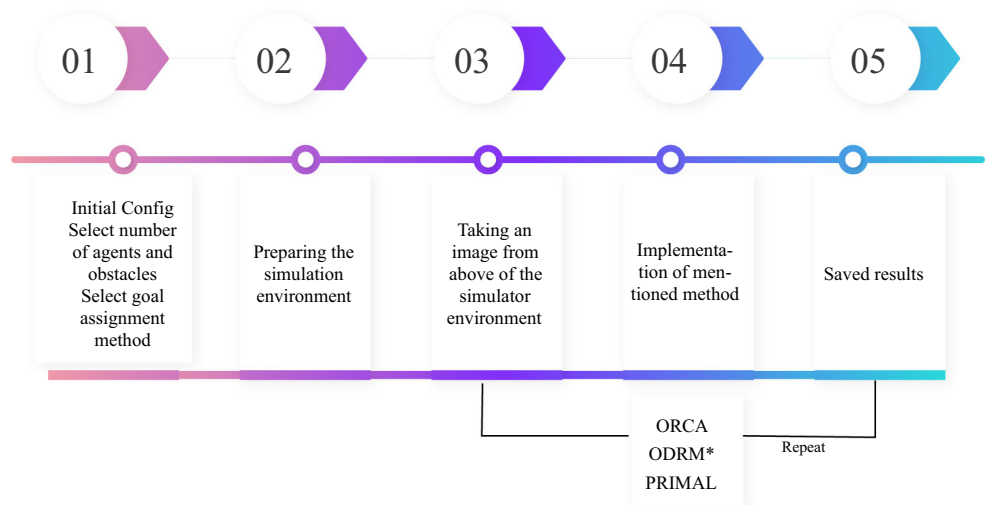 01
02
03
04
05
Initial Config
Select number
of agents and
obstacles
Select goal
assignment
method
Preparing the
simulation
environment
Taking an
image from
above of the
simulator
environment
Implementa-
tion of men-
tioned method
Saved results
ORCA
ODRM*
PRIMAL
Repeat